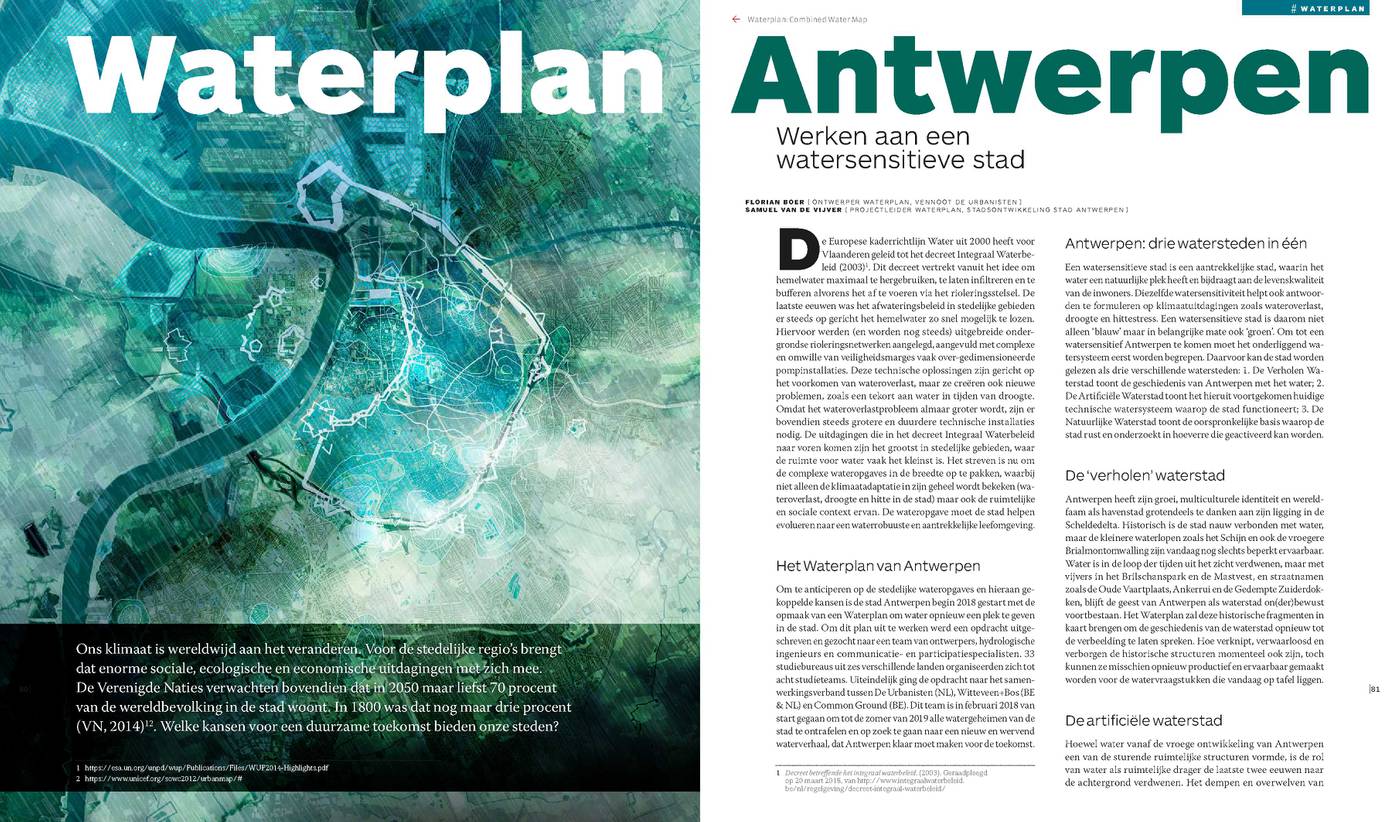 Waterplan
Ons klimaat is wereldwijd aan het veranderen. Voor de stedelijke regio's brengt
dat enorme sociale, ecologische en economische uitdagingen met zich mee.
De Verenigde Naties verwachten bovendien dat in 2050 maar liefst 70 procent
van de wereldbevolking in de stad woont. In 1800 was dat nog maar drie procent
(VN, 2014)¹². Welke kansen voor een duurzame toekomst bieden onze steden?
1 https://esa.un.org/unpd/wup/Publications/Files/WUP2014-Highlights.pdf
2 https://www.unicef.org/sowc2012/urbanmap/#
← Waterplan: Combined Water Map
# WATERPLAN
Antwerpen
Werken aan een
watersensitieve stad
FLORIAN BOER [ ONTWERPER WATERPLAN, VENNOOT DE URBANISTEN ]
SAMUEL VAN DE VIJVER [ PROJECTLEIDER WATERPLAN, STADSONTWIKKELING STAD ANTWERPEN ]
De Europese kaderrichtlijn Water uit 2000 heeft voor
Vlaanderen geleid tot het decreet Integraal Waterbe-
leid (2003)¹. Dit decreet vertrekt vanuit het idee om
hemelwater maximaal te hergebruiken, te laten infiltreren en te
bufferen alvorens het af te voeren via het rioleringsstelsel. De
laatste eeuwen was het afwateringsbeleid in stedelijke gebieden
er steeds op gericht het hemelwater zo snel mogelijk te lozen.
Hiervoor werden (en worden nog steeds) uitgebreide onder-
grondse rioleringsnetwerken aangelegd, aangevuld met complexe
en omwille van veiligheidsmarges vaak over-gedimensioneerde
pompinstallaties. Deze technische oplossingen zijn gericht op
het voorkomen van wateroverlast, maar ze creëren ook nieuwe
problemen, zoals een tekort aan water in tijden van droogte.
Omdat het wateroverlastprobleem almaar groter wordt, zijn er
bovendien steeds grotere en duurdere technische installaties
nodig. De uitdagingen die in het decreet Integraal Waterbeleid
naar voren komen zijn het grootst in stedelijke gebieden, waar
de ruimte voor water vaak het kleinst is. Het streven is nu om
de complexe wateropgaves in de breedte op te pakken, waarbij
niet alleen de klimaatadaptatie in zijn geheel wordt bekeken (wa-
teroverlast, droogte en hitte in de stad) maar ook de ruimtelijke
en sociale context ervan. De wateropgave moet de stad helpen
evolueren naar een waterrobuuste en aantrekkelijke leefomgeving.
Het Waterplan van Antwerpen
Om te anticiperen op de stedelijke wateropgaves en hieraan ge-
koppelde kansen is de stad Antwerpen begin 2018 gestart met de
opmaak van een Waterplan om water opnieuw een plek te geven
in de stad. Om dit plan uit te werken werd een opdracht uitge-
schreven en gezocht naar een team van ontwerpers, hydrologische
ingenieurs en communicatie- en participatiespecialisten. 33
studiebureaus uit zes verschillende landen organiseerden zich tot
acht studieteams. Uiteindelijk ging de opdracht naar het samen-
werkingsverband tussen De Urbanisten (NL), Witteveen+Bos (BE
& NL) en Common Ground (BE). Dit team is in februari 2018 van
start gegaan om tot de zomer van 2019 alle watergeheimen van de
stad te ontrafelen en op zoek te gaan naar een nieuw en wervend
waterverhaal, dat Antwerpen klaar moet maken voor de toekomst.
1 Decreet betreffende het integraal waterbeleid. (2003). Geraadpleegd
op 20 maart 2018, van http://www.integraalwaterbeleid.
be/nl/regelgeving/decreet-integraal-waterbeleid/
Antwerpen: drie watersteden in één
Een watersensitieve stad is een aantrekkelijke stad, waarin het
water een natuurlijke plek heeft en bijdraagt aan de levenskwaliteit
van de inwoners. Diezelfde watersensitiviteit helpt ook antwoor-
den te formuleren op klimaatuitdagingen zoals wateroverlast,
droogte en hittestress. Een watersensitieve stad is daarom niet
alleen ‘blauw’ maar in belangrijke mate ook ‘groen’. Om tot een
watersensitief Antwerpen te komen moet het onderliggend wa-
tersysteem eerst worden begrepen. Daarvoor kan de stad worden
gelezen als drie verschillende watersteden: 1. De Verholen Wa-
terstad toont de geschiedenis van Antwerpen met het water; 2.
De Artificiële Waterstad toont het hieruit voortgekomen huidige
technische watersysteem waarop de stad functioneert; 3. De
Natuurlijke Waterstad toont de oorspronkelijke basis waarop de
stad rust en onderzoekt in hoeverre die geactiveerd kan worden.
De ‘verholen’ waterstad
Antwerpen heeft zijn groei, multiculturele identiteit en wereld-
faam als havenstad grotendeels te danken aan zijn ligging in de
Scheldedelta. Historisch is de stad nauw verbonden met water,
maar de kleinere waterlopen zoals het Schijn en ook de vroegere
Brialmontomwalling zijn vandaag nog slechts beperkt ervaarbaar.
Water is in de loop der tijden uit het zicht verdwenen, maar met
vijvers in het Brilschanspark en de Mastvest, en straatnamen
zoals de Oude Vaartplaats, Ankerrui en de Gedempte Zuiderdok-
ken, blijft de geest van Antwerpen als waterstad on(der)bewust
voortbestaan. Het Waterplan zal deze historische fragmenten in
kaart brengen om de geschiedenis van de waterstad opnieuw tot
de verbeelding te laten spreken. Hoe verknipt, verwaarloosd en
verborgen de historische structuren momenteel ook zijn, toch
kunnen ze misschien opnieuw productief en ervaarbaar gemaakt
worden voor de watervraagstukken die vandaag op tafel liggen.
De artificiële waterstad
Hoewel water vanaf de vroege ontwikkeling van Antwerpen
een van de sturende ruimtelijke structuren vormde, is de rol
van water als ruimtelijke drager de laatste twee eeuwen naar
de achtergrond verdwenen. Het dempen en overwelven van
|81